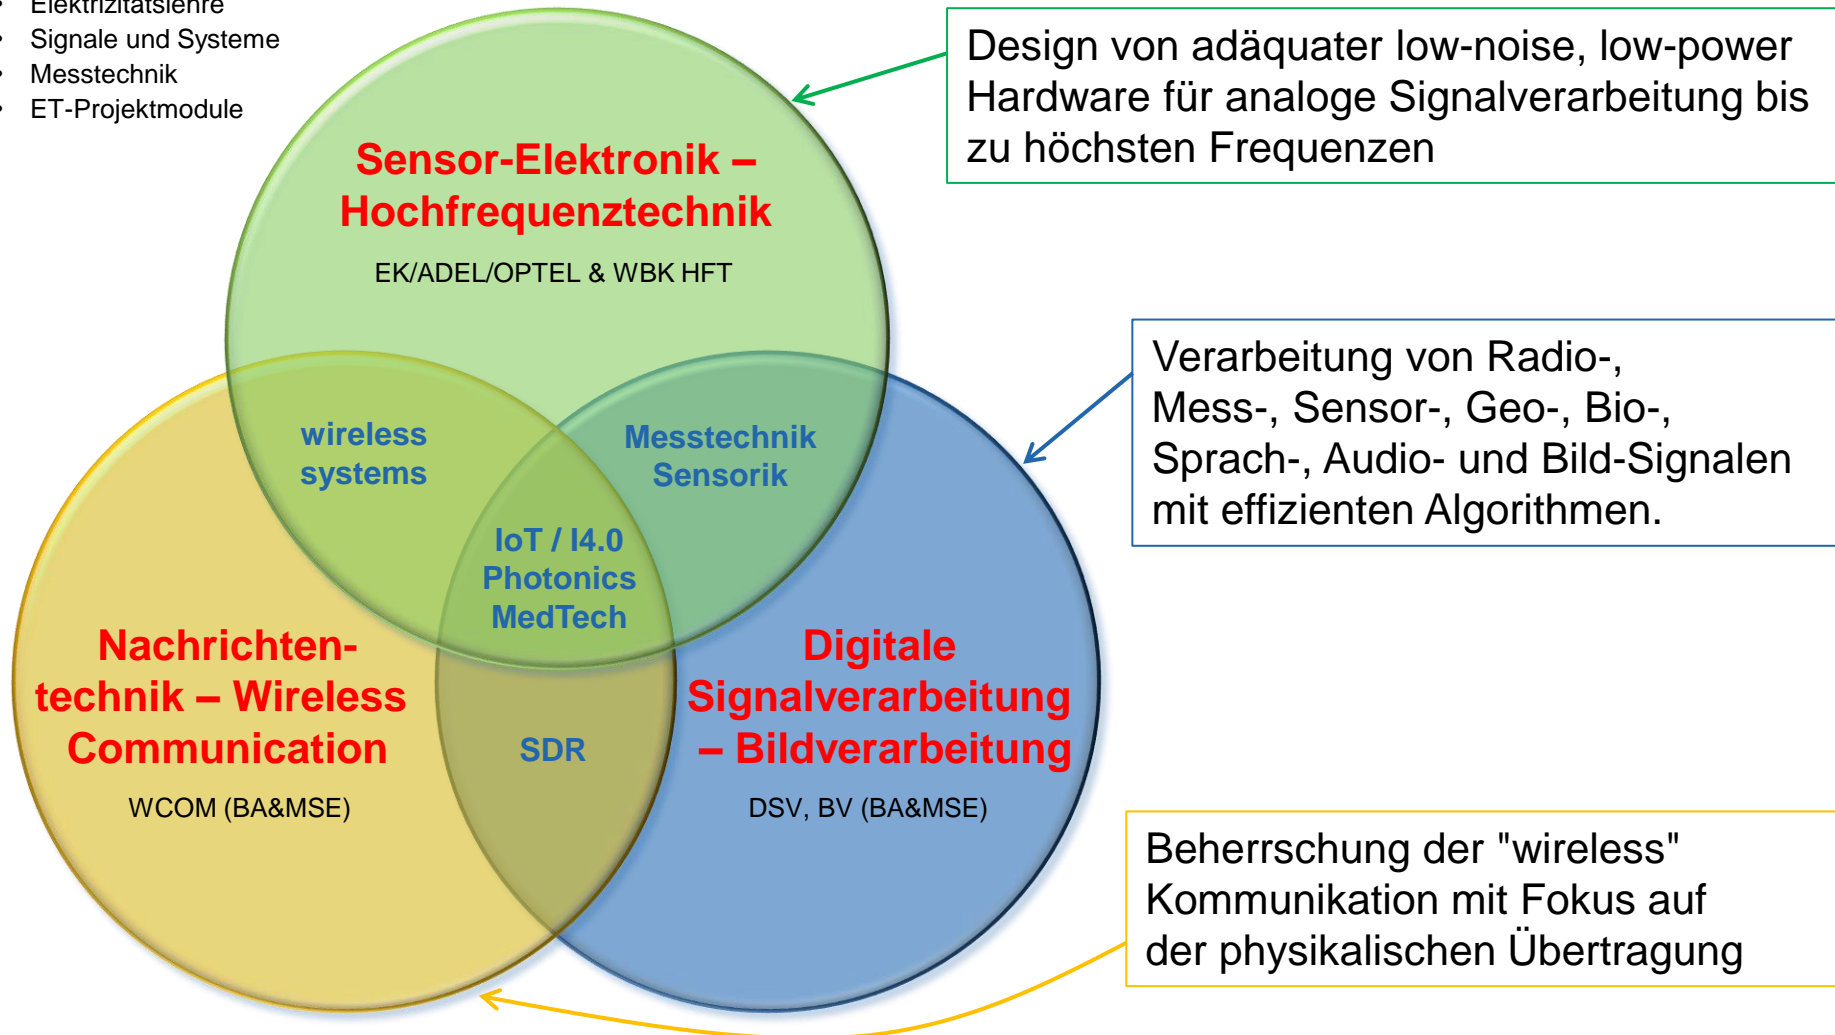 • Elektrizitätslehre
• Signale und Systeme
• Messtechnik
• ET-Projektmodule
Design von adäquater low-noise, low-power
Hardware für analoge Signalverarbeitung bis
zu höchsten Frequenzen
Sensor-Elektronik –
Hochfrequenztechnik
EK/ADEL/OPTEL & WBK HFT
Verarbeitung von Radio-,
Mess-, Sensor-, Geo-, Bio-,
Sprach-, Audio- und Bild-Signalen
mit effizienten Algorithmen.
wireless
systems
Messtechnik
Sensorik
IoT / I4.0
Photonics
MedTech
Nachrichten-
technik – Wireless
Communication
WCOM (BA&MSE)
SDR
Digitale
Signalverarbeitung
– Bildverarbeitung
DSV, BV (BA&MSE)
Beherrschung der "wireless"
Kommunikation mit Fokus auf
der physikalischen Übertragung